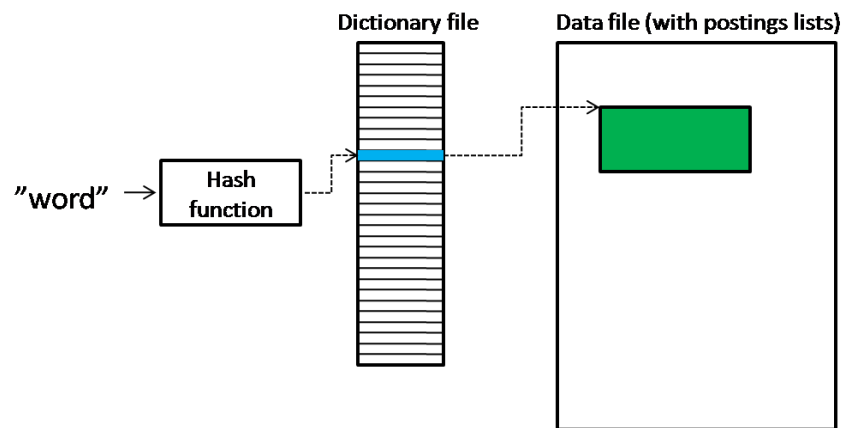 Dictionary file
Data file (with postings lists)
”word”
Hash
function